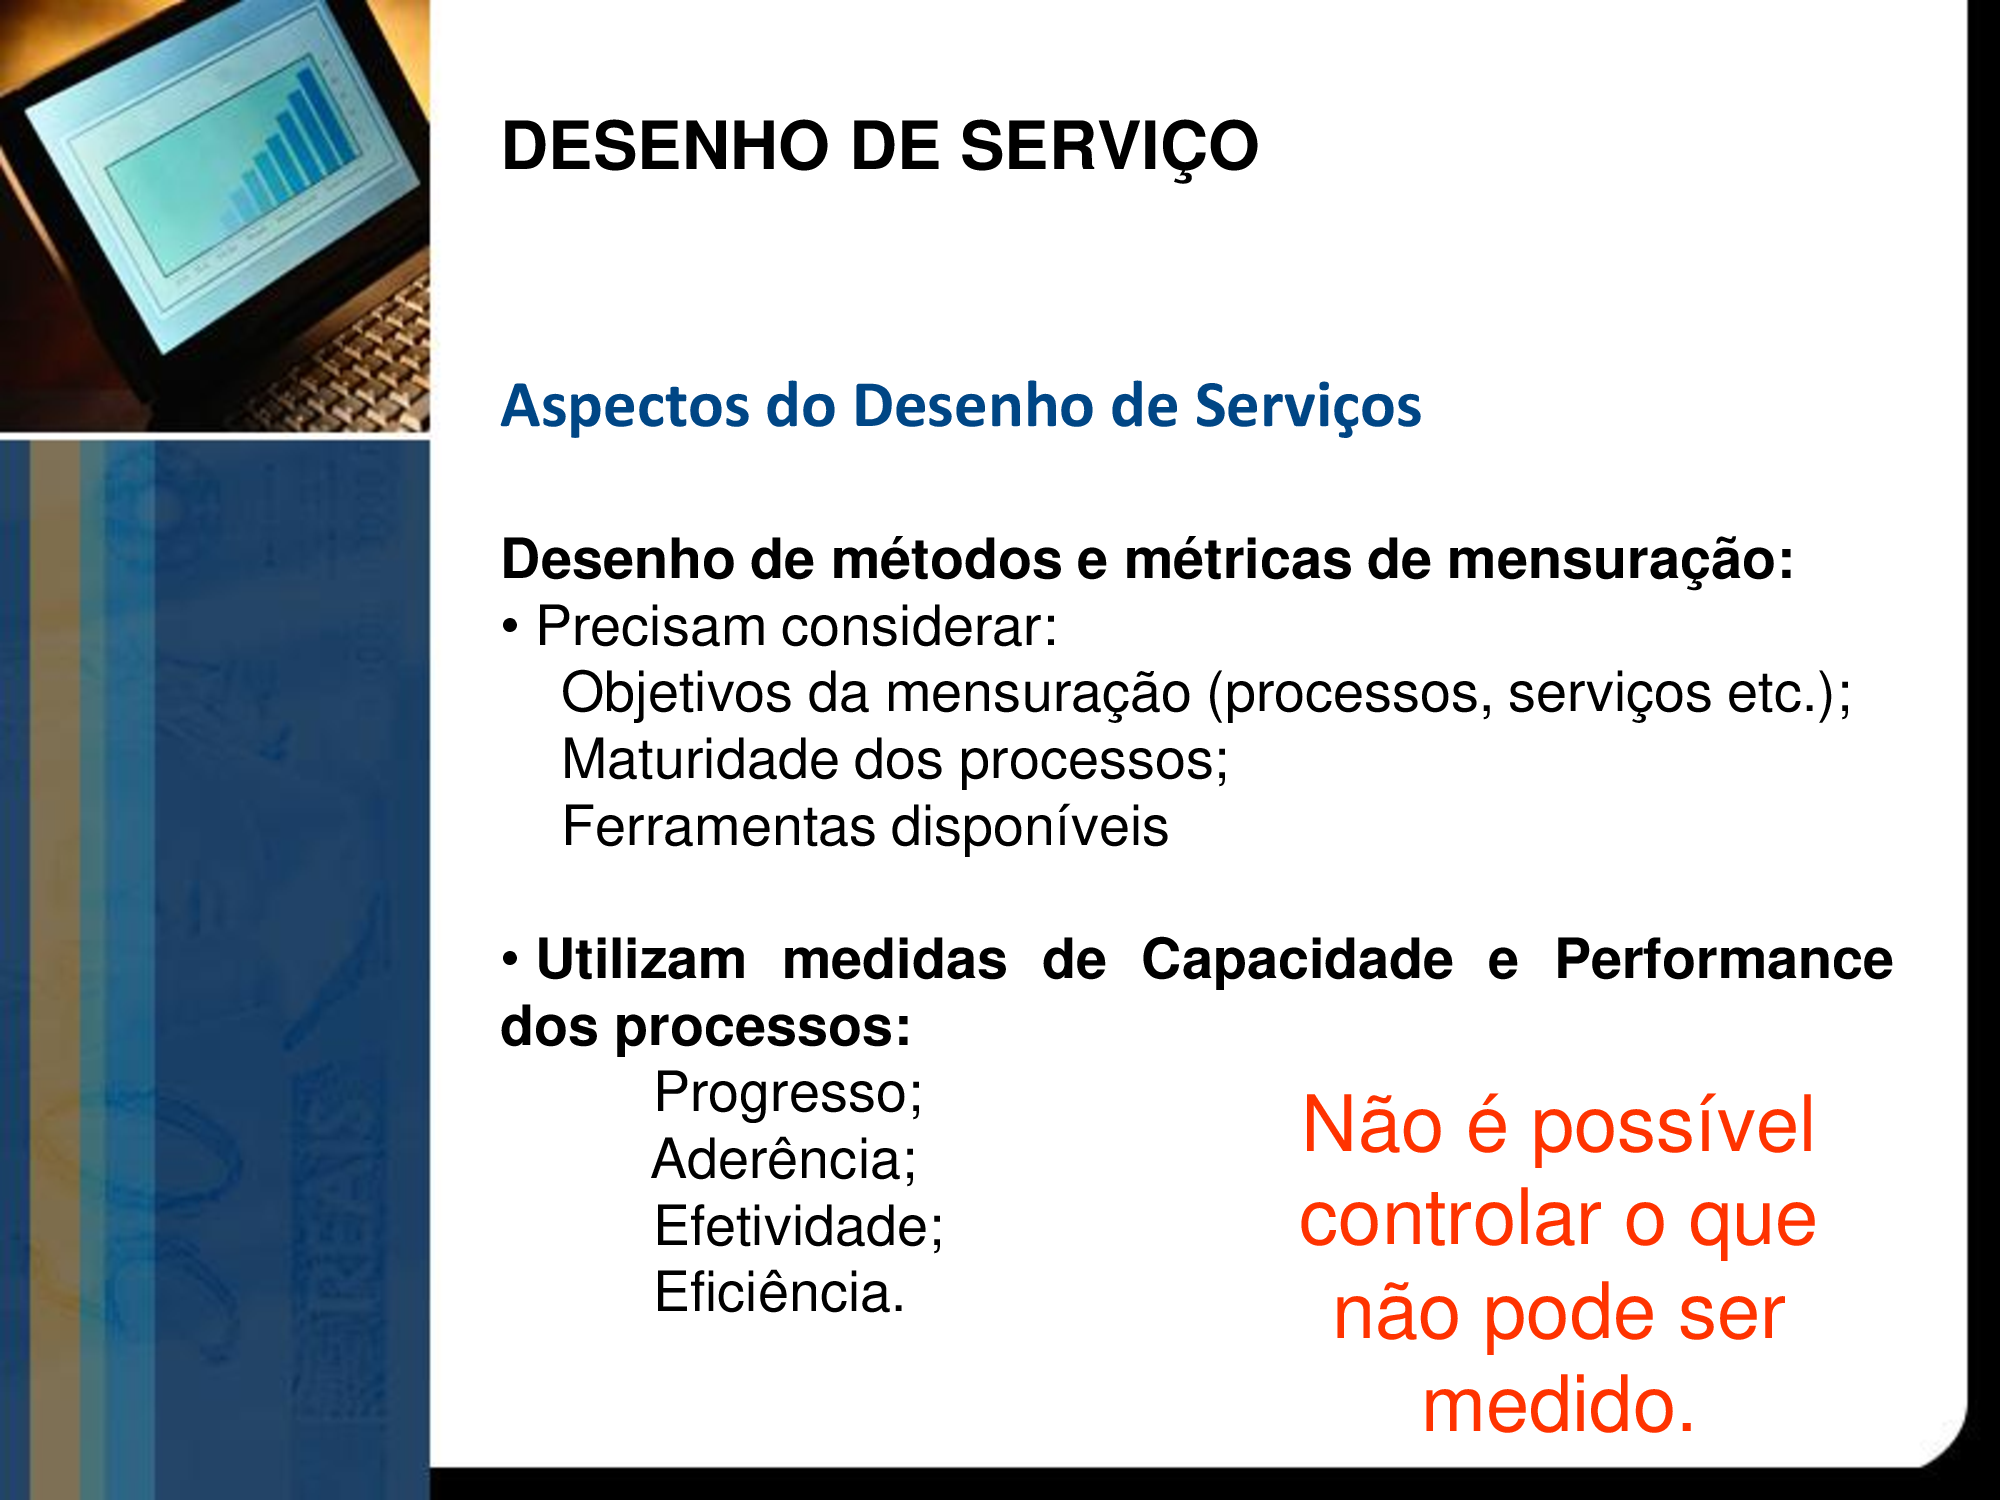 DESENHO DE SERVIÇO
Aspectos do Desenho de Serviços
Desenho de métodos e métricas de mensuração:
• Precisam considerar:
Objetivos da mensuração (processos, serviços etc.);
Maturidade dos processos;
Ferramentas disponíveis
• Utilizam medidas de Capacidade e Performance
dos processos:
Progresso;
Aderência;
Efetividade;
Eficiência.
Não é possível
controlar o que
não pode ser
medido.
REAIS